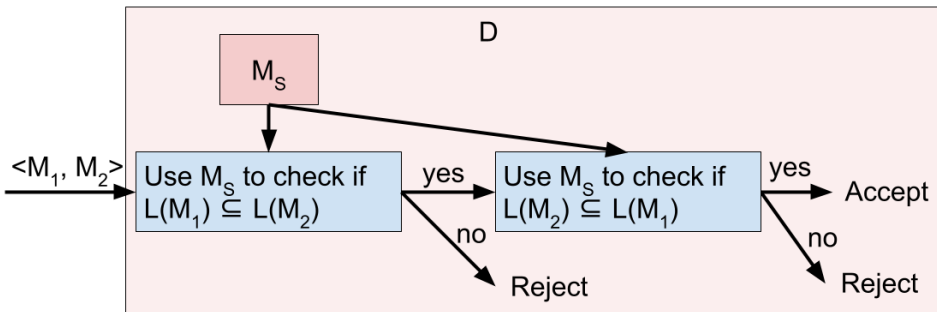 D
M_S
<M_1, M_2>
Use M_S to check if
L(M_1) ⊆ L(M_2)
yes
no
Reject
Use M_S to check if
L(M_2) ⊆ L(M_1)
yes
Accept
no
Reject